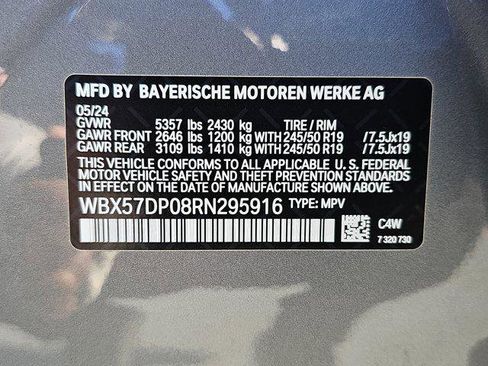 MFD BY BAYERISCHE MOTOREN WERKE AG
05/24
GVWR 5357 lbs 2430 kg TIRE / RIM
GAWR FRONT 2646 lbs 1200 kg WITH 245/50 R19 /7.5Jx19
GAWR REAR 3109 lbs 1410 kg WITH 245/50 R19 /7.5Jx19
THIS VEHICLE CONFORMS TO ALL APPLICABLE U. S. FEDERAL
MOTOR VEHICLE SAFETY AND THEFT PREVENTION STANDARDS
IN EFFECT ON THE DATE OF MANUFACTURE SHOWN ABOVE.
WBX57DP08RN295916 TYPE: MPV
C4W
7 320 730